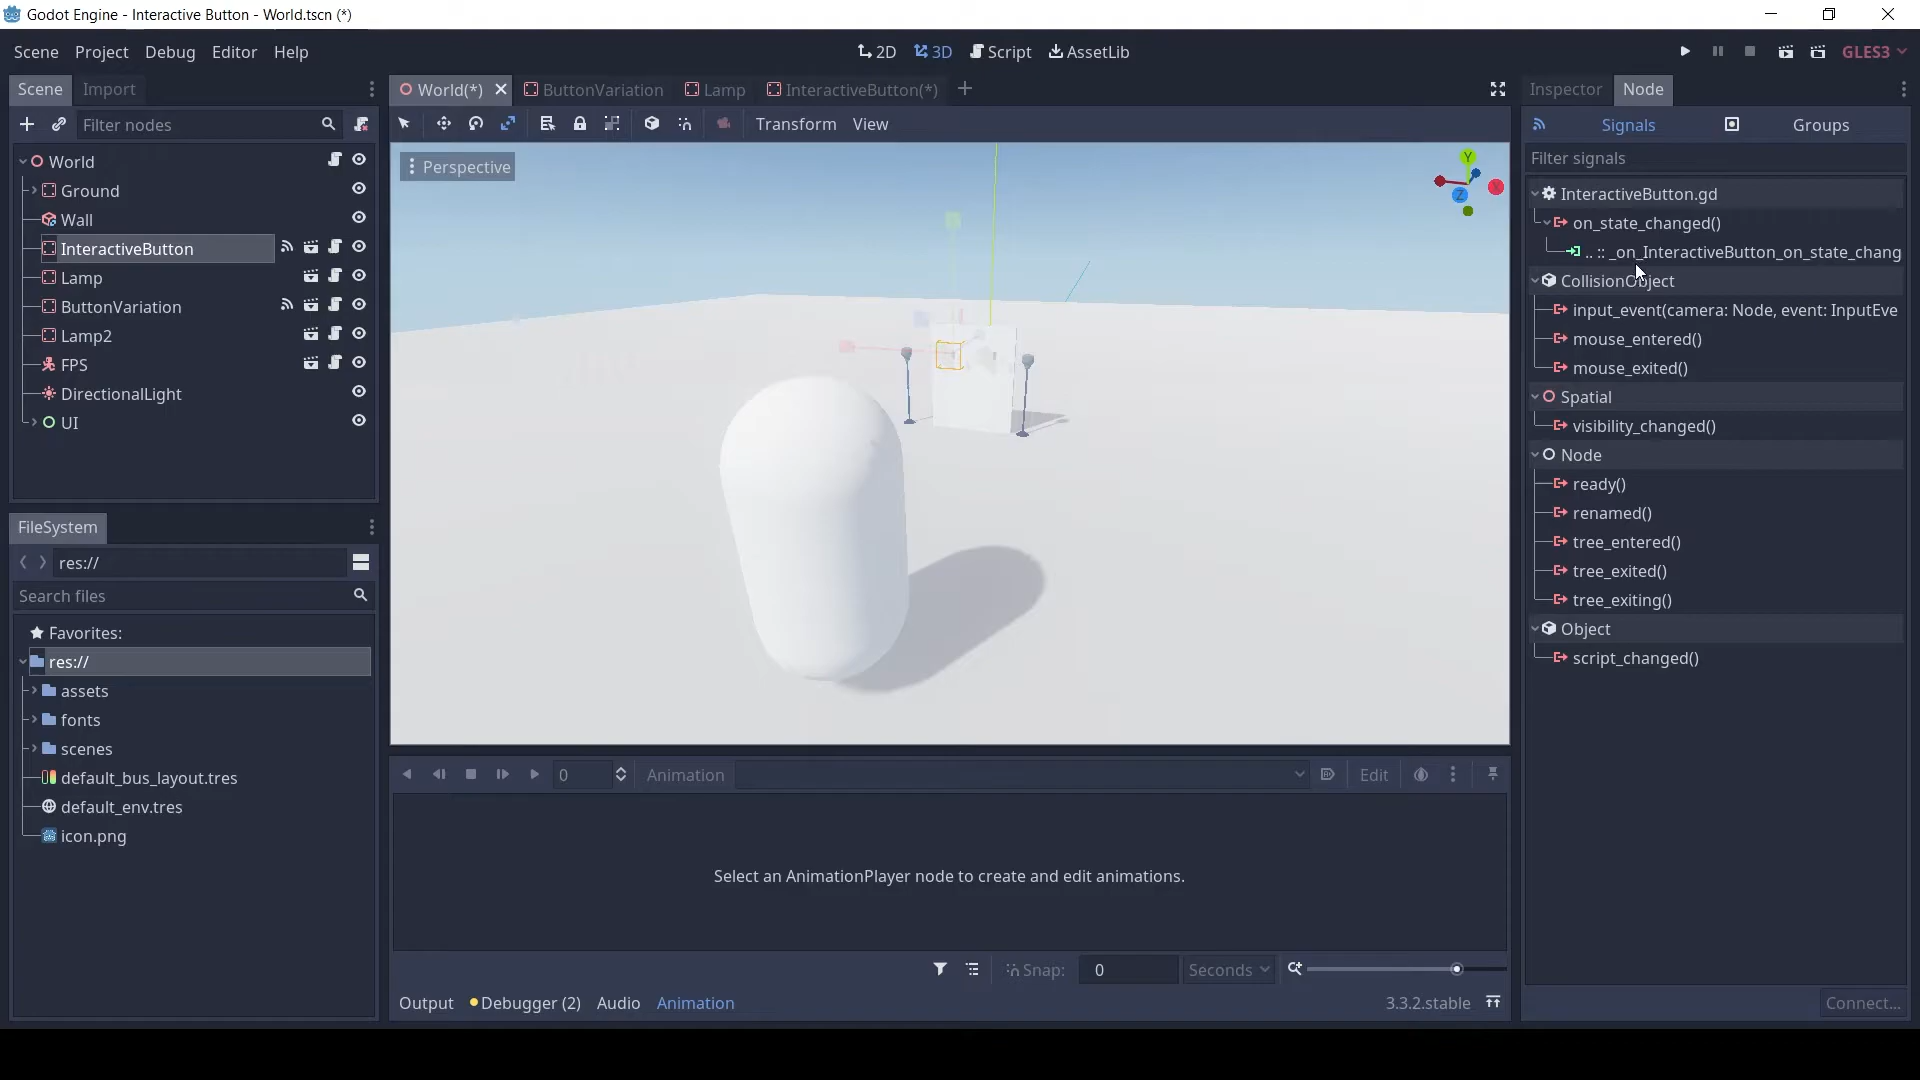 Godot Engine - Interactive Button - World.tscn (*)
Scene Project Debug Editor Help
2D 3D Script AssetLib
GLES3
Scene Import
Filter nodes
World
Ground
Wall
InteractiveButton
Lamp
ButtonVariation
Lamp2
FPS
DirectionalLight
UI
FileSystem
res://
Search files
Favorites:
res://
assets
fonts
scenes
default_bus_layout.tres
default_env.tres
icon.png
World(*) ButtonVariation Lamp InteractiveButton(*)
Transform View
Perspective
Y
X
Z
0 Animation Edit
Select an AnimationPlayer node to create and edit animations.
Snap: 0 Seconds
Output Debugger (2) Audio Animation 3.3.2.stable
Inspector Node
Signals Groups
Filter signals
InteractiveButton.gd
on_state_changed()
.. :: _on_InteractiveButton_on_state_chang
CollisionObject
input_event(camera: Node, event: InputEve
mouse_entered()
mouse_exited()
Spatial
visibility_changed()
Node
ready()
renamed()
tree_entered()
tree_exited()
tree_exiting()
Object
script_changed()
Connect...